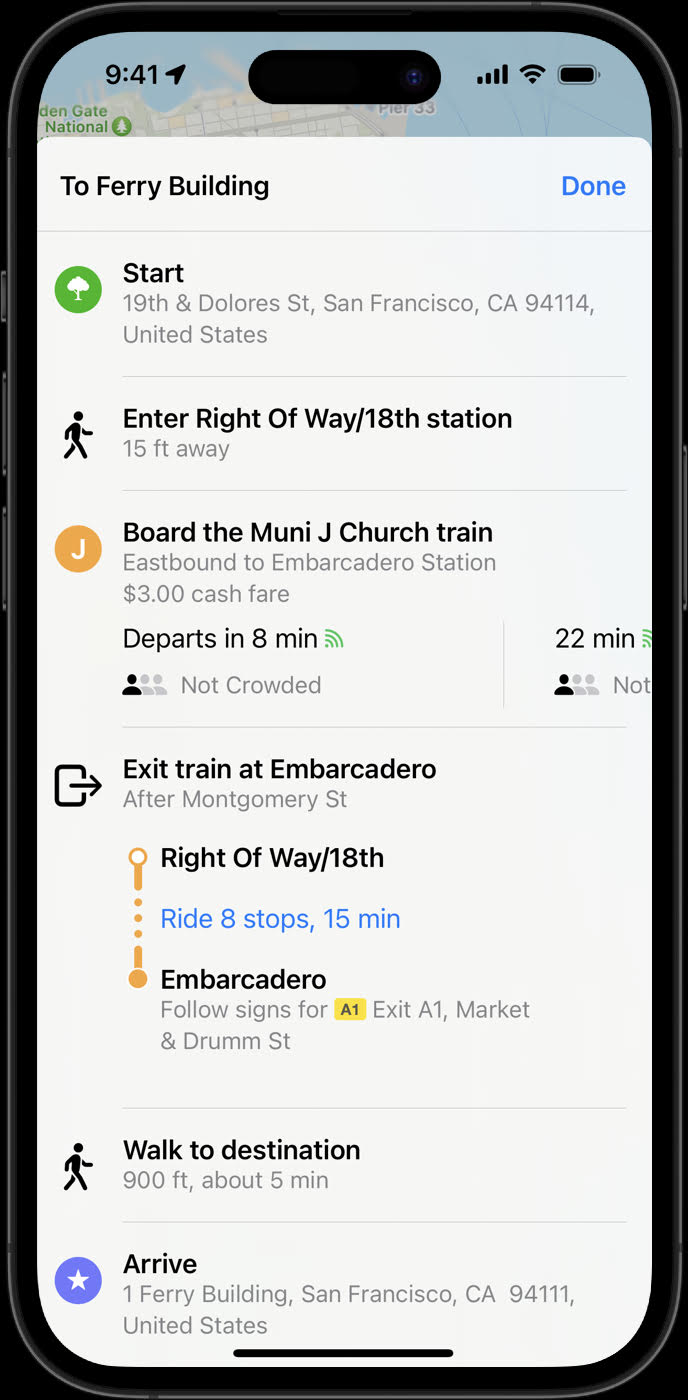 9:41
den Gate
National
Pier 33
To Ferry Building
Done
Start
19th & Dolores St, San Francisco, CA 94114,
United States
Enter Right Of Way/18th station
15 ft away
J
Board the Muni J Church train
Eastbound to Embarcadero Station
$3.00 cash fare
Departs in 8 min
22 min
Not Crowded
Not
Exit train at Embarcadero
After Montgomery St
Right Of Way/18th
Ride 8 stops, 15 min
Embarcadero
Follow signs for A1 Exit A1, Market
& Drumm St
Walk to destination
900 ft, about 5 min
Arrive
1 Ferry Building, San Francisco, CA  94111,
United States